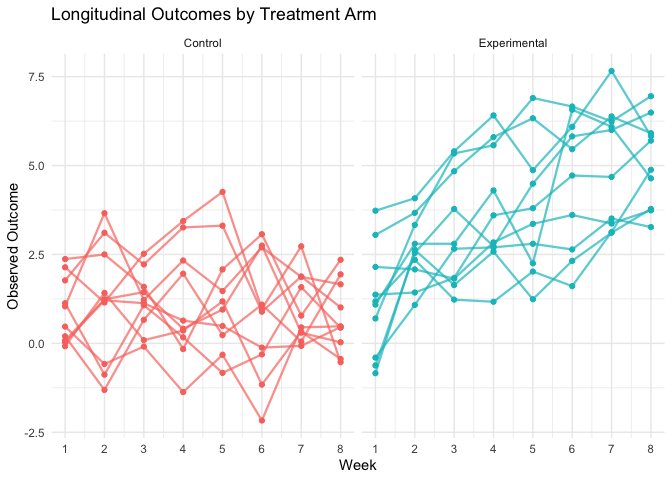 Longitudinal Outcomes by Treatment Arm
Control
Experimental
7.5
5.0
2.5
0.0
-2.5
Observed Outcome
1 2 3 4 5 6 7 8
1 2 3 4 5 6 7 8
Week